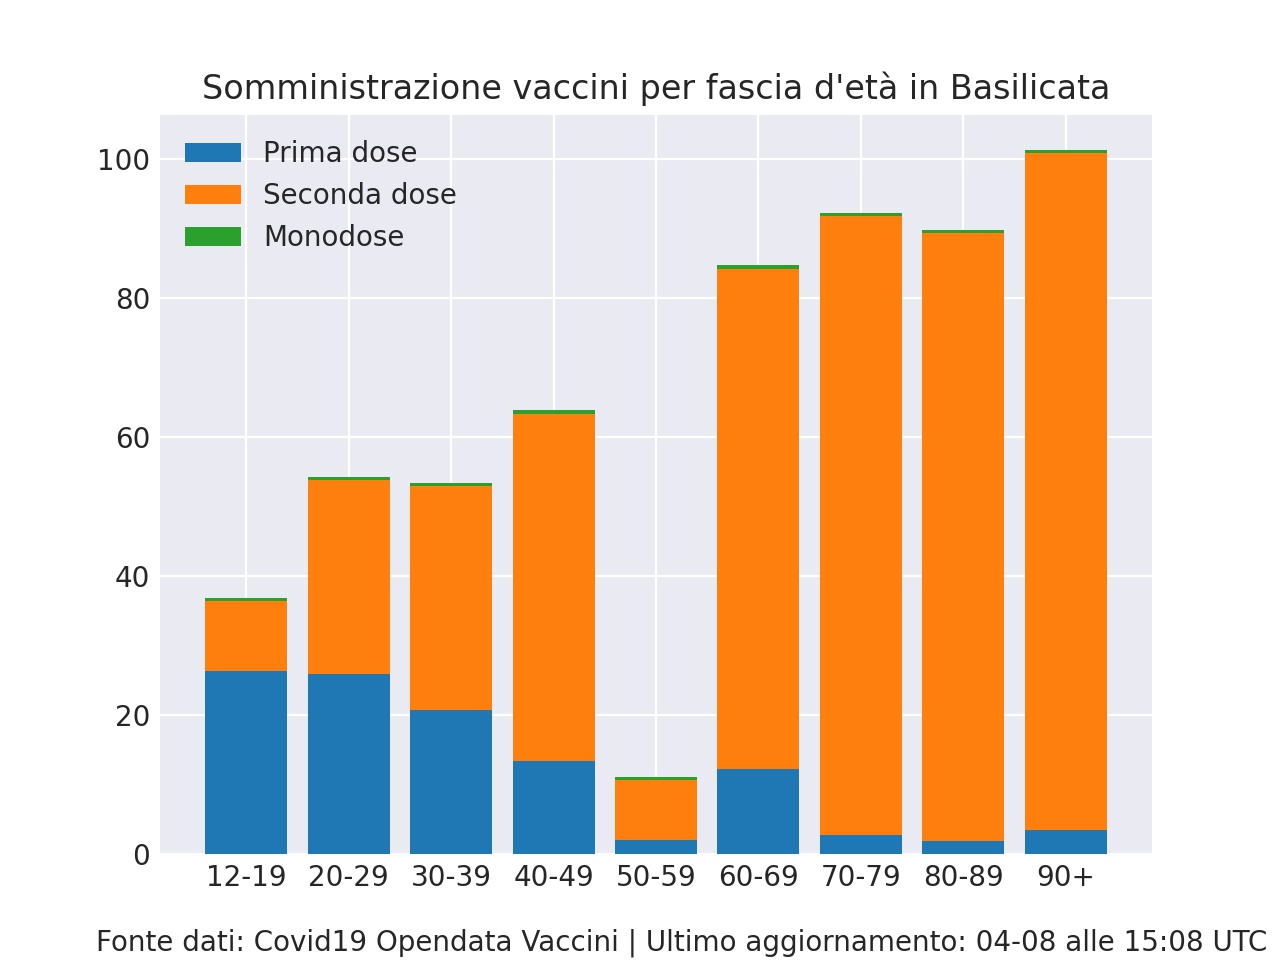 Somministrazione vaccini per fascia d'età in Basilicata
Prima dose
Seconda dose
Monodose
100
80
60
40
20
0
12-19 20-29 30-39 40-49 50-59 60-69 70-79 80-89 90+
Fonte dati: Covid19 Opendata Vaccini | Ultimo aggiornamento: 04-08 alle 15:08 UTC